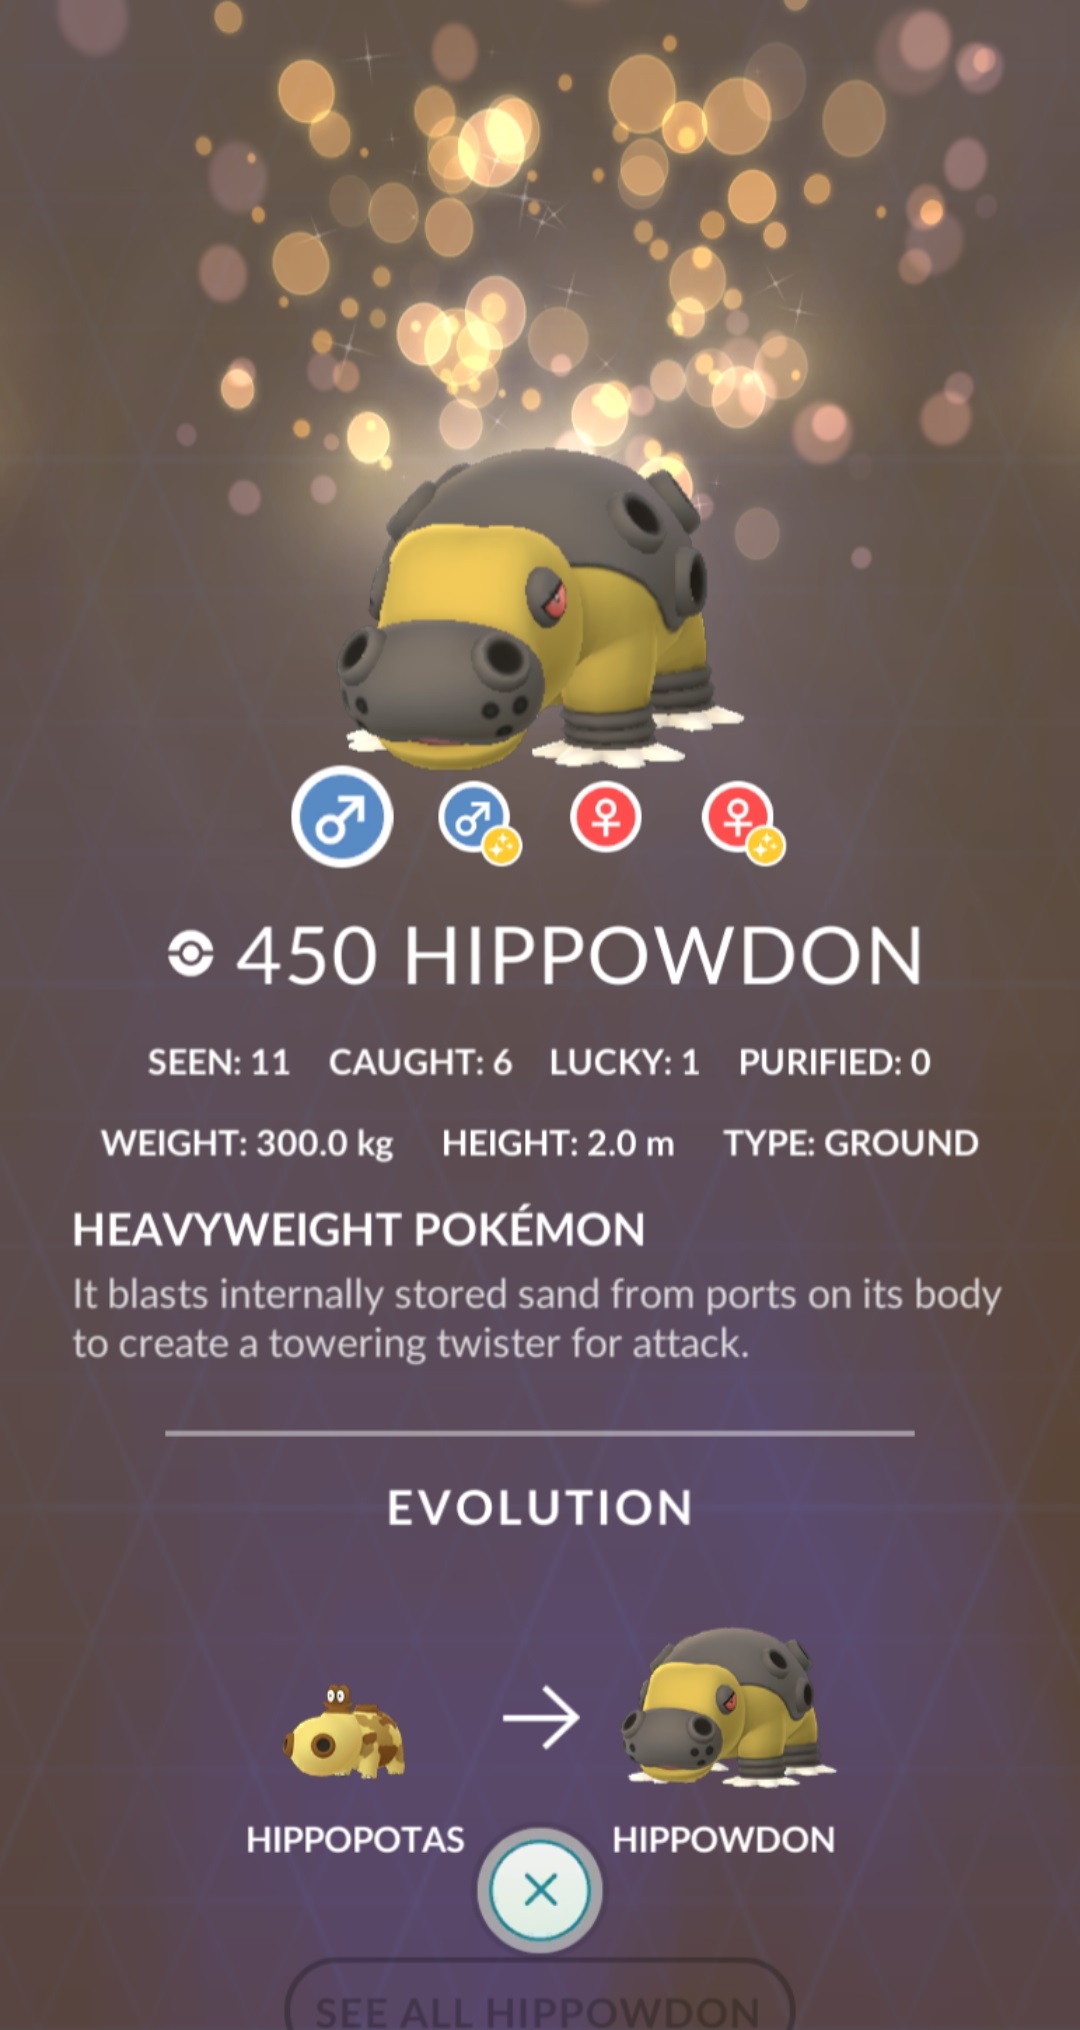 450 HIPPOWDON
SEEN: 11 CAUGHT: 6 LUCKY: 1 PURIFIED: 0
WEIGHT: 300.0 kg HEIGHT: 2.0 m TYPE: GROUND
HEAVYWEIGHT POKÉMON
It blasts internally stored sand from ports on its body
to create a towering twister for attack.
EVOLUTION
HIPPOPOTAS HIPPOWDON
SEE ALL HIPPOWDON